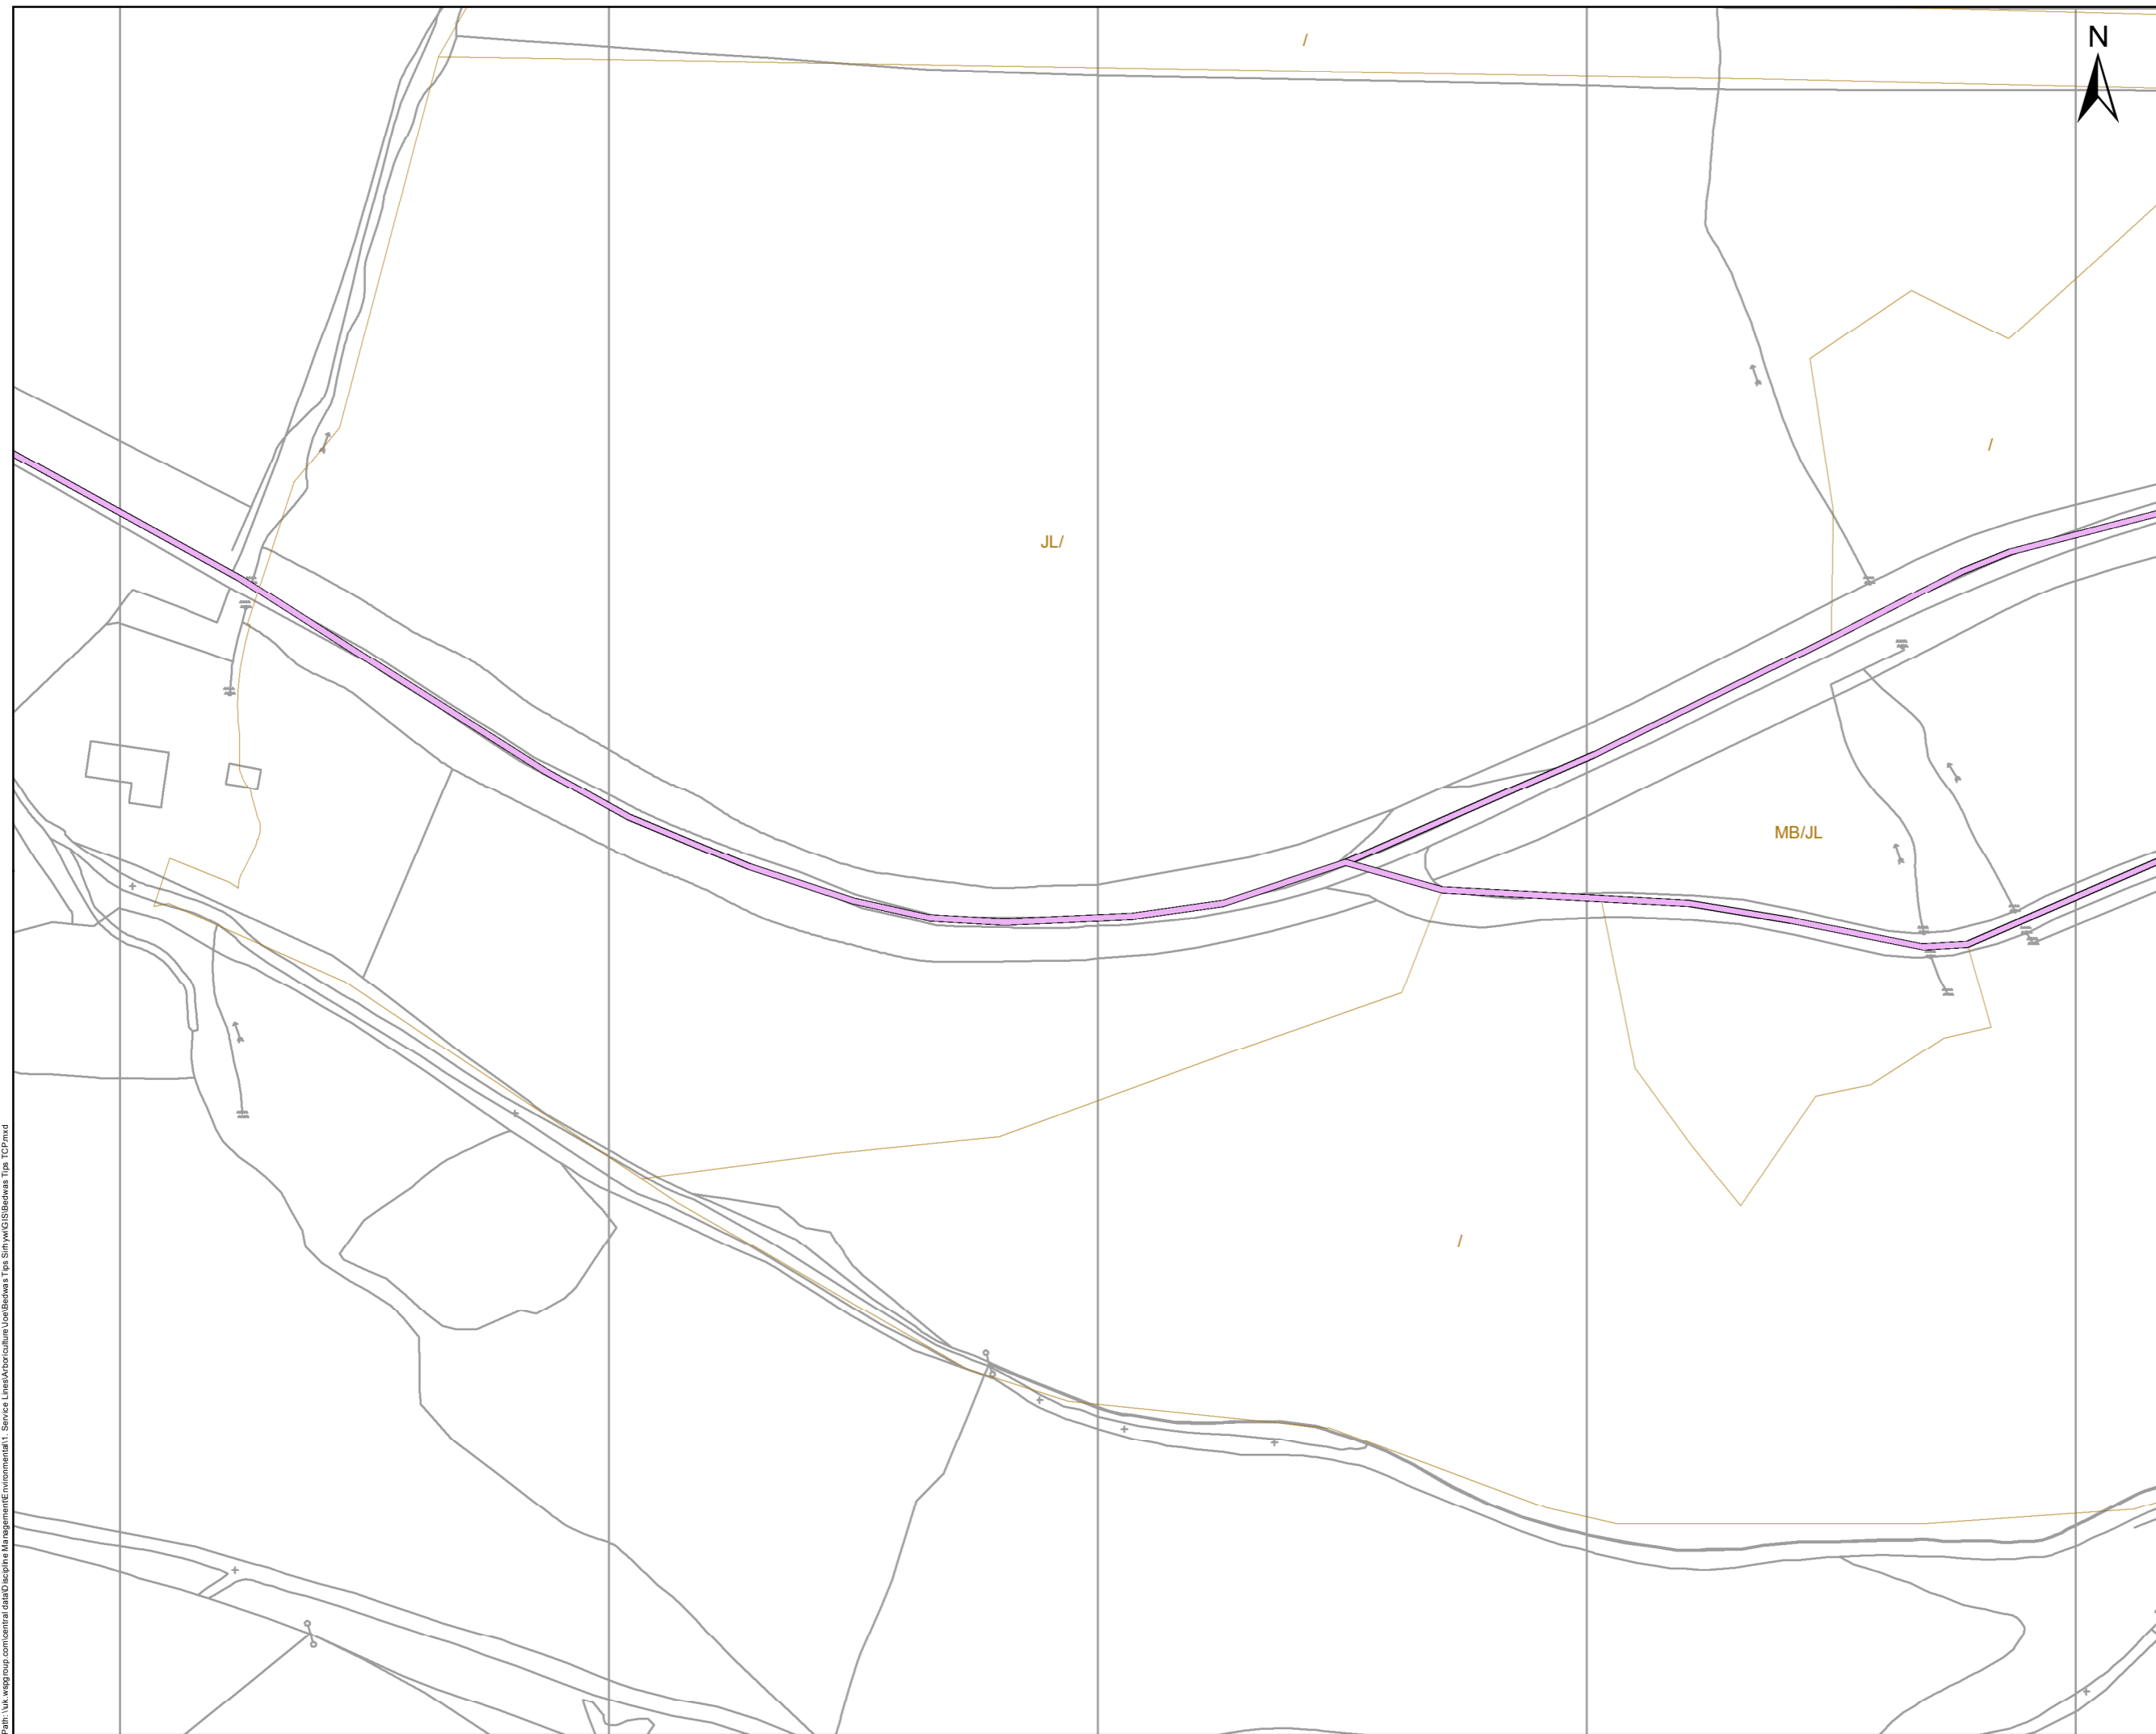 /
N
/
JL/
MB/JL
/
Path: \\uk.wspgroup.com\central data\Discipline Management\Environmental\1. Service Lines\Arboriculture\Joe\Bedwas Tips Sirhywi\GIS\Bedwas Tips TCP.mxd